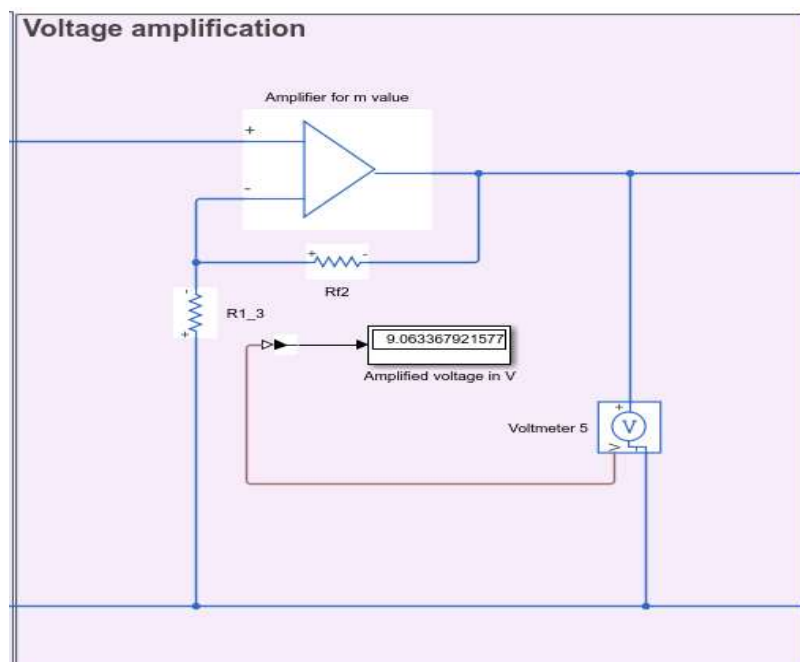 Voltage amplification
Amplifier for m value
+
-
+ -
Rf2
-
R1_3
+
9.063367921577
Amplified voltage in V
+
Voltmeter 5
V
V